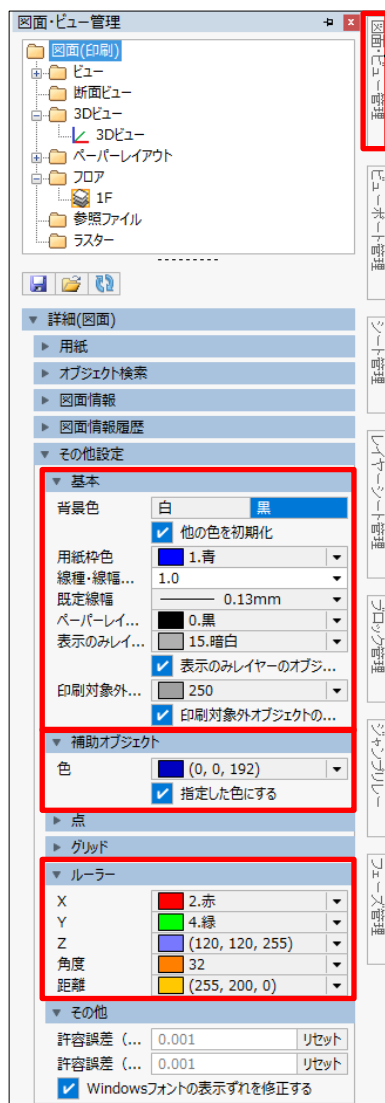 図面・ビュー管理
図面(印刷)
ビュー
断面ビュー
3Dビュー
3Dビュー
ペーパーレイアウト
フロア
1F
参照ファイル
ラスター
詳細(図面)
用紙
オブジェクト検索
図面情報
図面情報履歴
その他設定
基本
背景色 白 黒
他の色を初期化
用紙枠色 1.青
線種・線幅... 1.0
既定線幅 0.13mm
ペーパーレイ... 0.黒
表示のみレイ... 15.暗白
表示のみレイヤーのオブジ...
印刷対象外... 250
印刷対象外オブジェクトの...
補助オブジェクト
色 (0, 0, 192)
指定した色にする
点
グリッド
ルーラー
X 2.赤
Y 4.緑
Z (120, 120, 255)
角度 32
距離 (255, 200, 0)
その他
許容誤差 (... 0.001 リセット
許容誤差 (... 0.001 リセット
Windowsフォントの表示ずれを修正する
図面・ビュー管理
ビューポート管理
シート管理
レイヤーシート管理
ブロック管理
ジャンプリレー
フェーズ管理